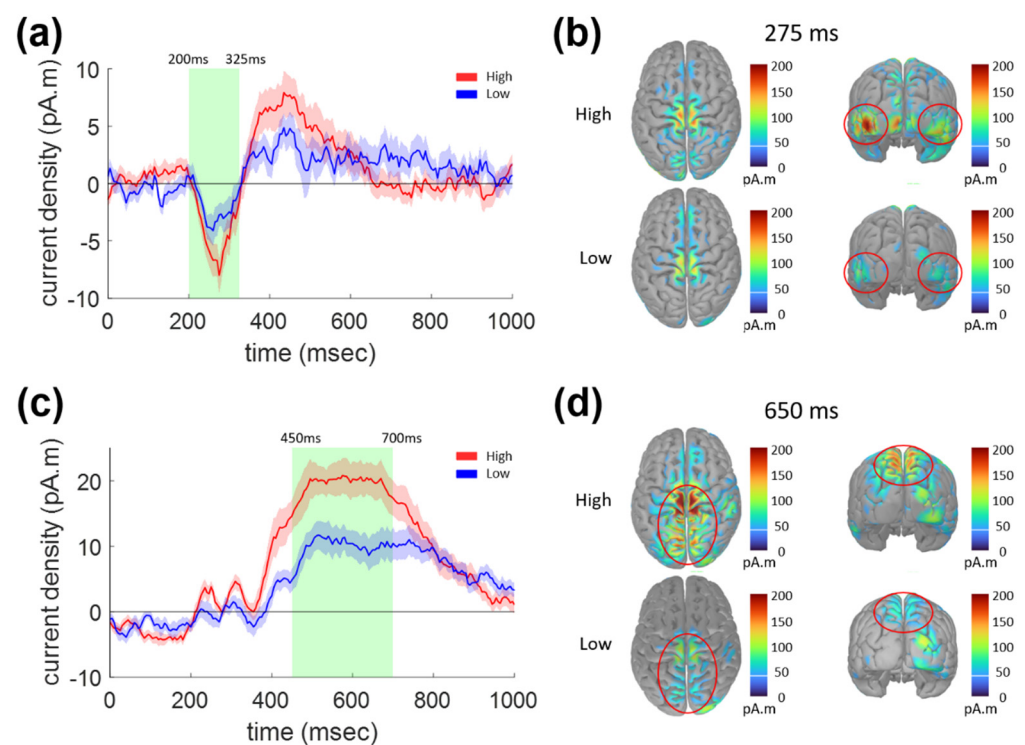 (a)
200ms 325ms
High
Low
current density (pA.m)
10
5
0
-5
-10
0 200 400 600 800 1000
time (msec)
(b)
275 ms
High
200
150
100
50
0
pA.m
200
150
100
50
0
pA.m
Low
200
150
100
50
0
pA.m
200
150
100
50
0
pA.m
(c)
450ms 700ms
High
Low
current density (pA.m)
20
10
0
-10
0 200 400 600 800 1000
time (msec)
(d)
650 ms
High
200
150
100
50
0
pA.m
200
150
100
50
0
pA.m
Low
200
150
100
50
0
pA.m
200
150
100
50
0
pA.m